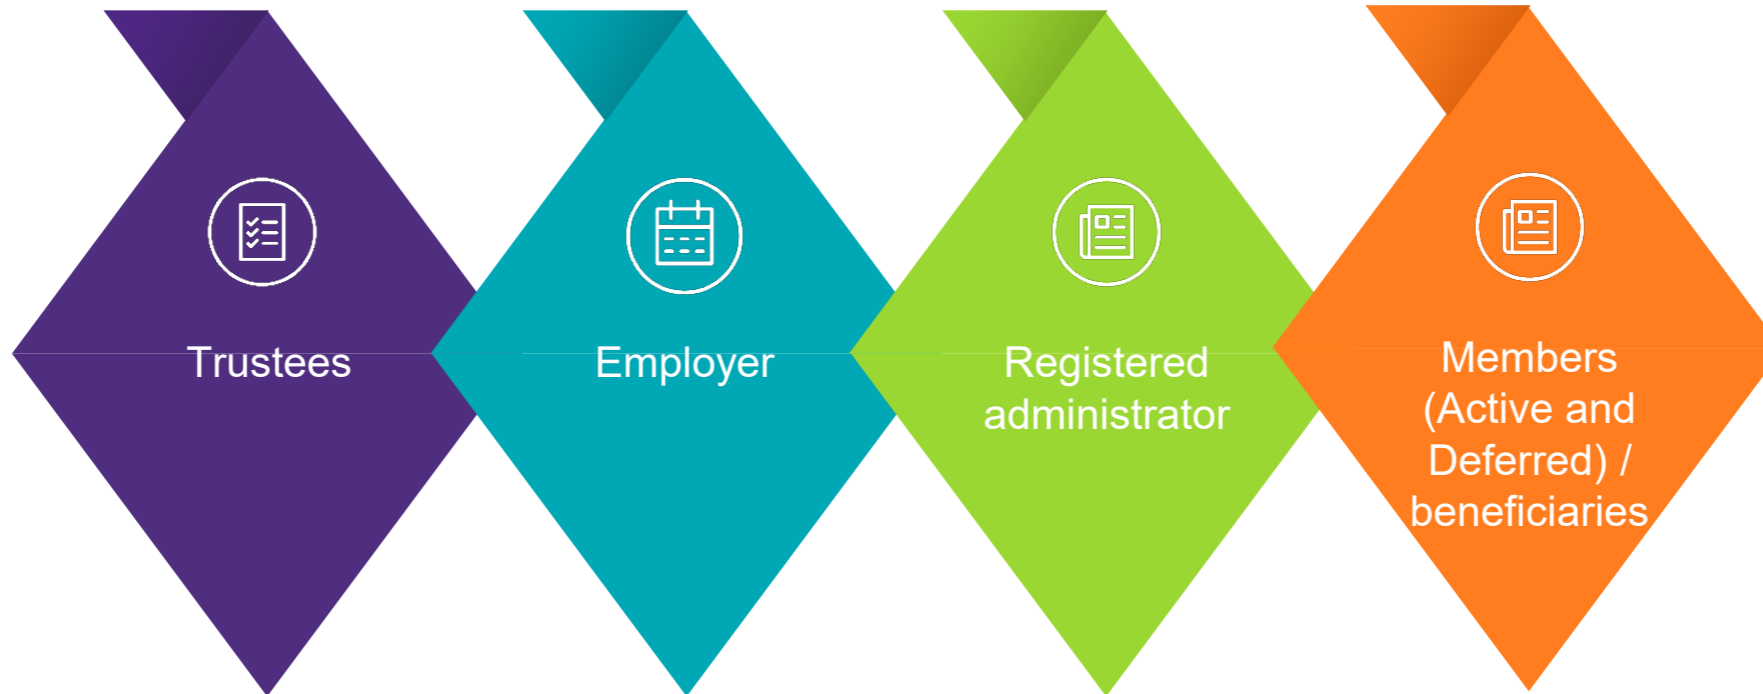 Trustees
Employer
Registered
administrator
Members
(Active and
Deferred) /
beneficiaries